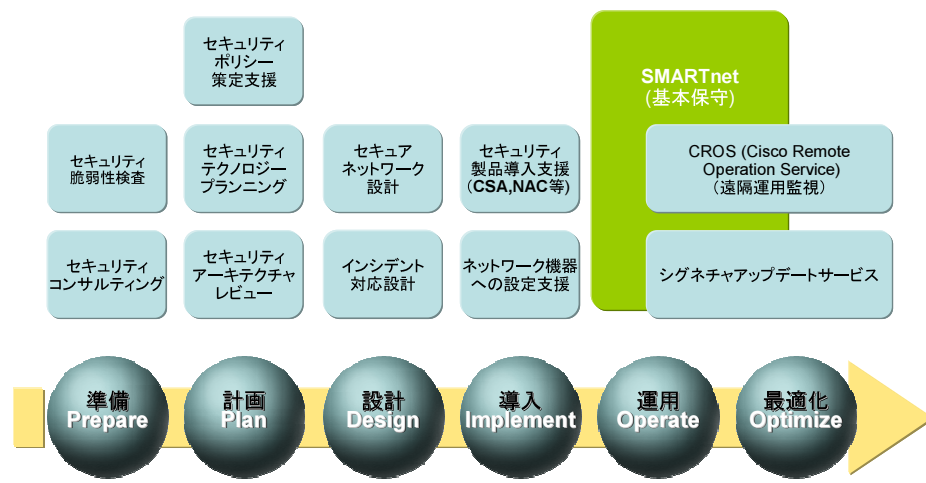 セキュリティ
ポリシー
策定支援
SMARTnet
(基本保守)
セキュリティ
脆弱性検査
セキュリティ
テクノロジー
プランニング
セキュア
ネットワーク
設計
セキュリティ
製品導入支援
(CSA,NAC等)
CROS (Cisco Remote
Operation Service)
（遠隔運用監視）
セキュリティ
コンサルティング
セキュリティ
アーキテクチャ
レビュー
インシデント
対応設計
ネットワーク機器
への設定支援
シグネチャアップデートサービス
準備
Prepare
計画
Plan
設計
Design
導入
Implement
運用
Operate
最適化
Optimize